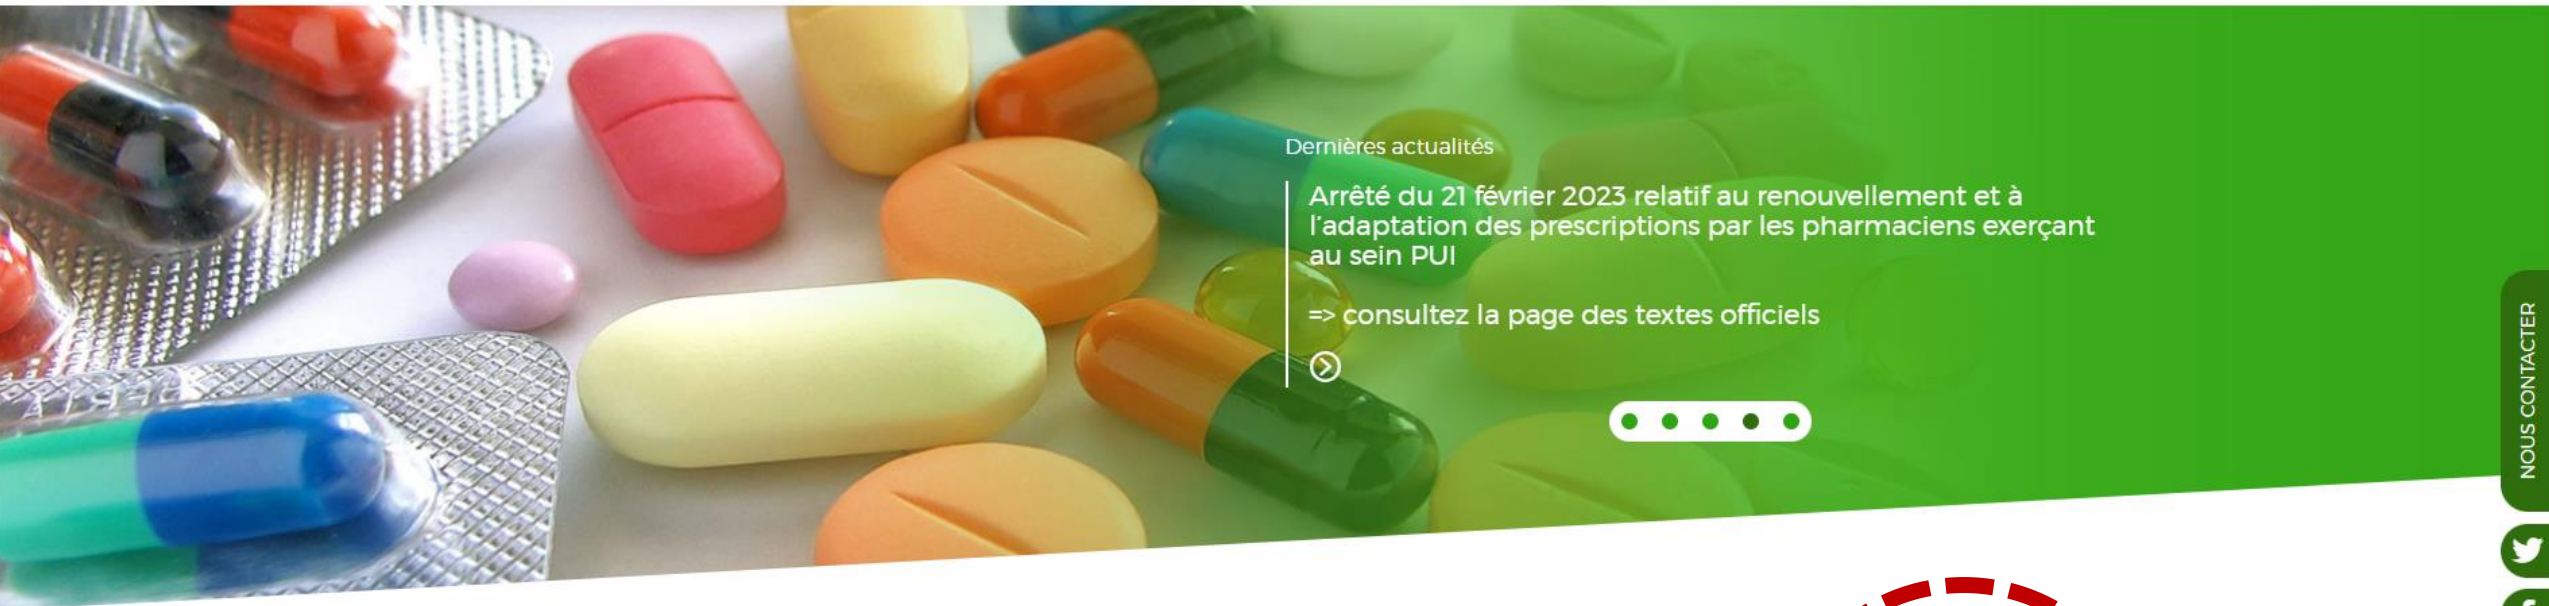 Dernières actualités
Arrêté du 21 février 2023 relatif au renouvellement et à
l'adaptation des prescriptions par les pharmaciens exerçant
au sein PUI
=> consultez la page des textes officiels
NOUS CONTACTER